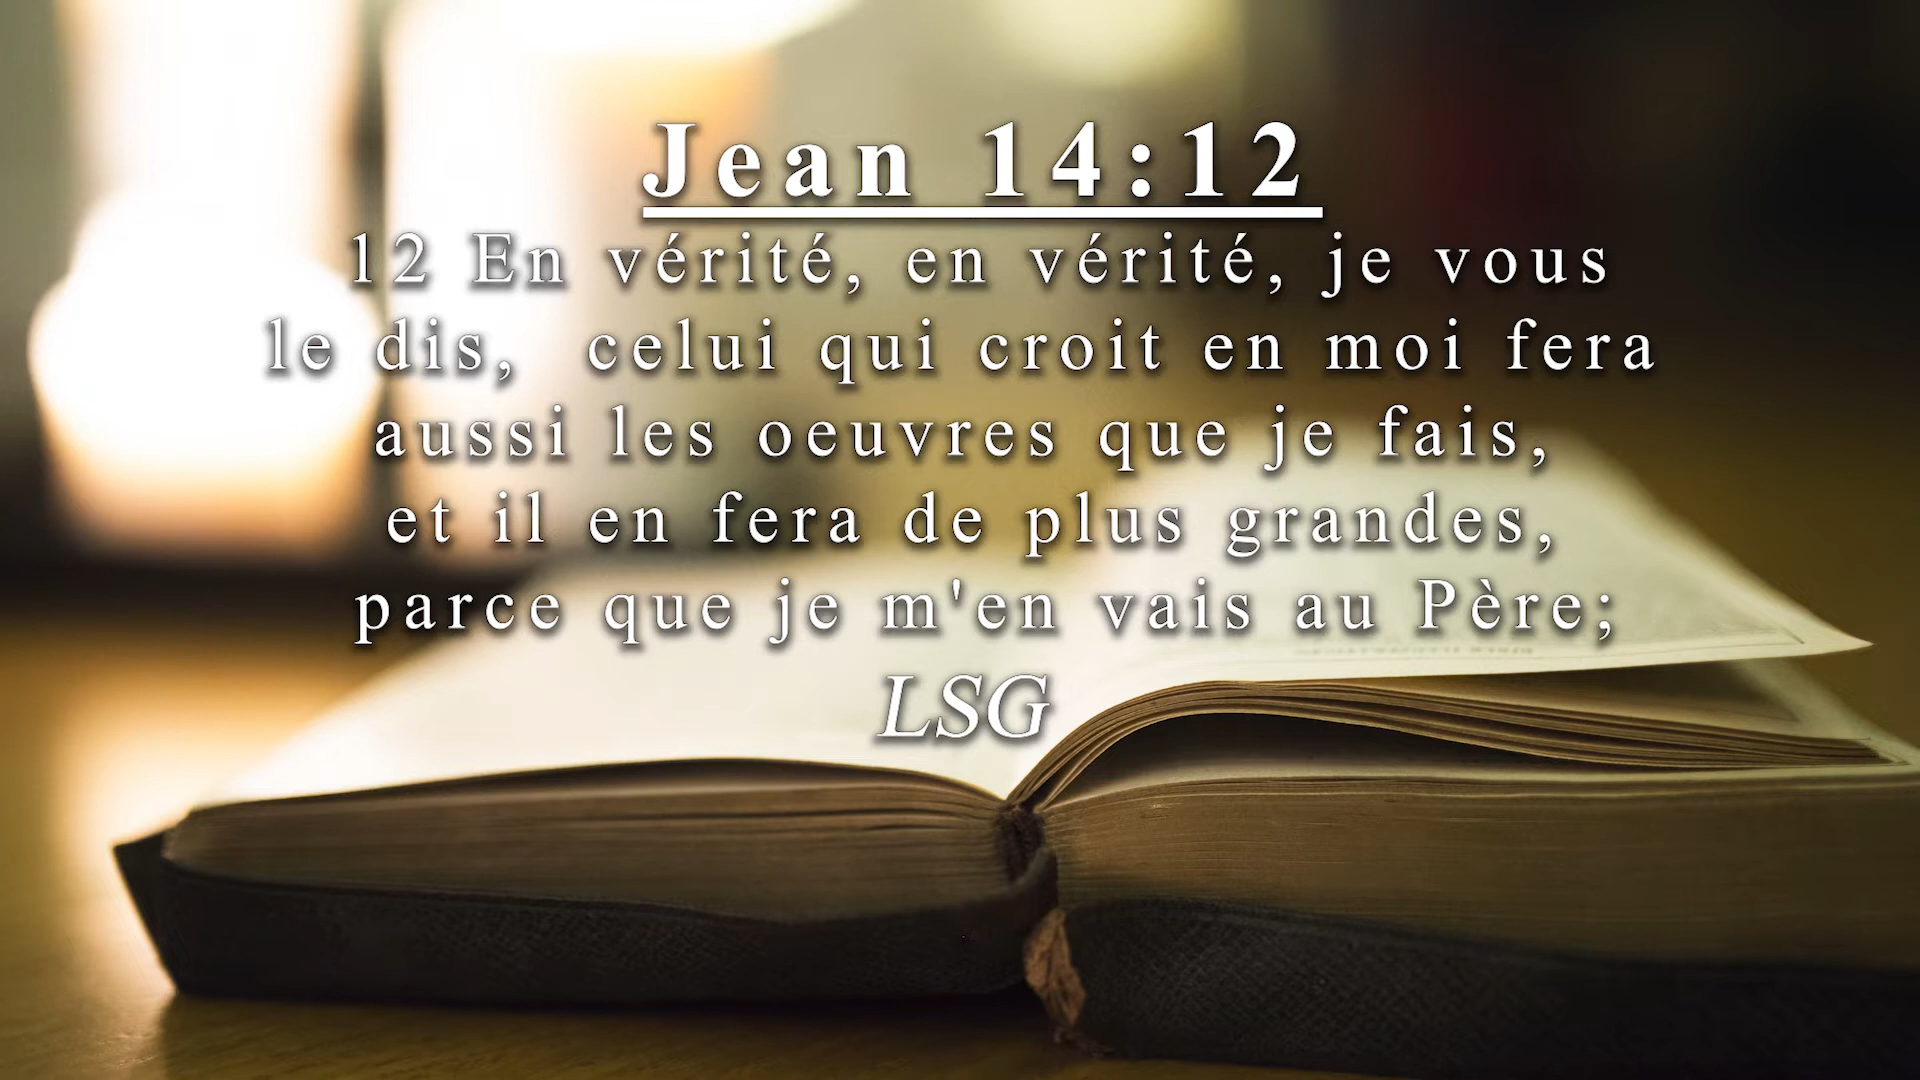 Jean 14:12
12 En vérité, en vérité, je vous
le dis, celui qui croit en moi fera
aussi les oeuvres que je fais,
et il en fera de plus grandes,
parce que je m'en vais au Père;
LSG